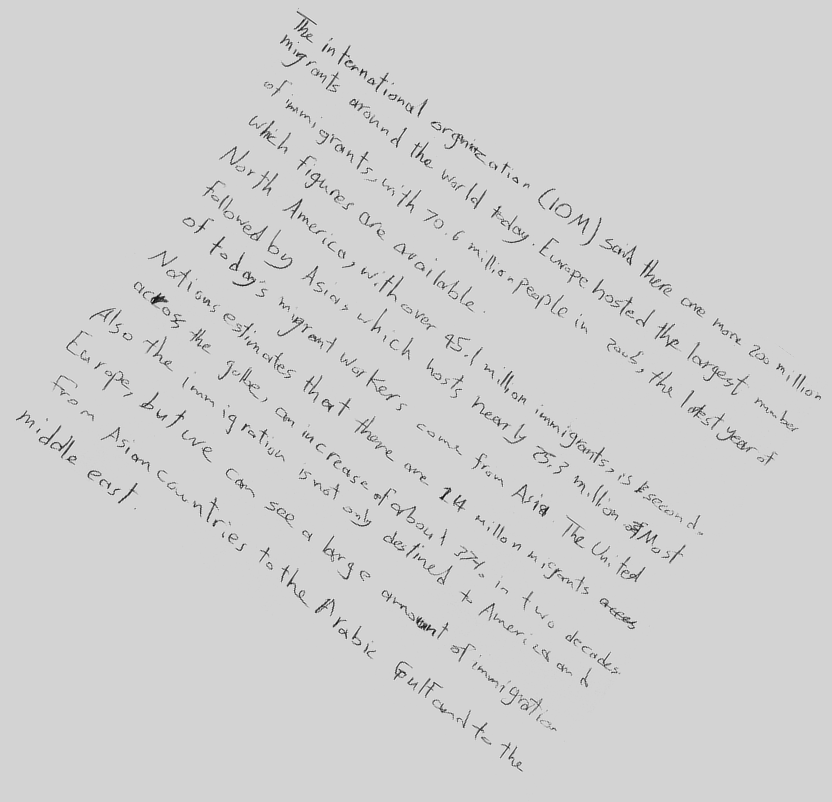 The international orgnization (IOM) said there are more 200 million
migrants around the world today. Europe hosted the largest number
of immigrants, with 70.6 million people in 2005, the latest year of
which figures are available.
North America, with over 45.1 million immigrants, is second.
followed by Asia, which hosts nearly 25.3 million. Most
of today's migrant workers come from Asia. The United
Nations estimates that there are 214 millon migrants
across the golbe, an increase of about 37% in two decades
Also the immigration is not only destined to America and
Europe, but we can see a large amount of immigration
from Asian countries to the Arabic Gulf and to the
middle east.